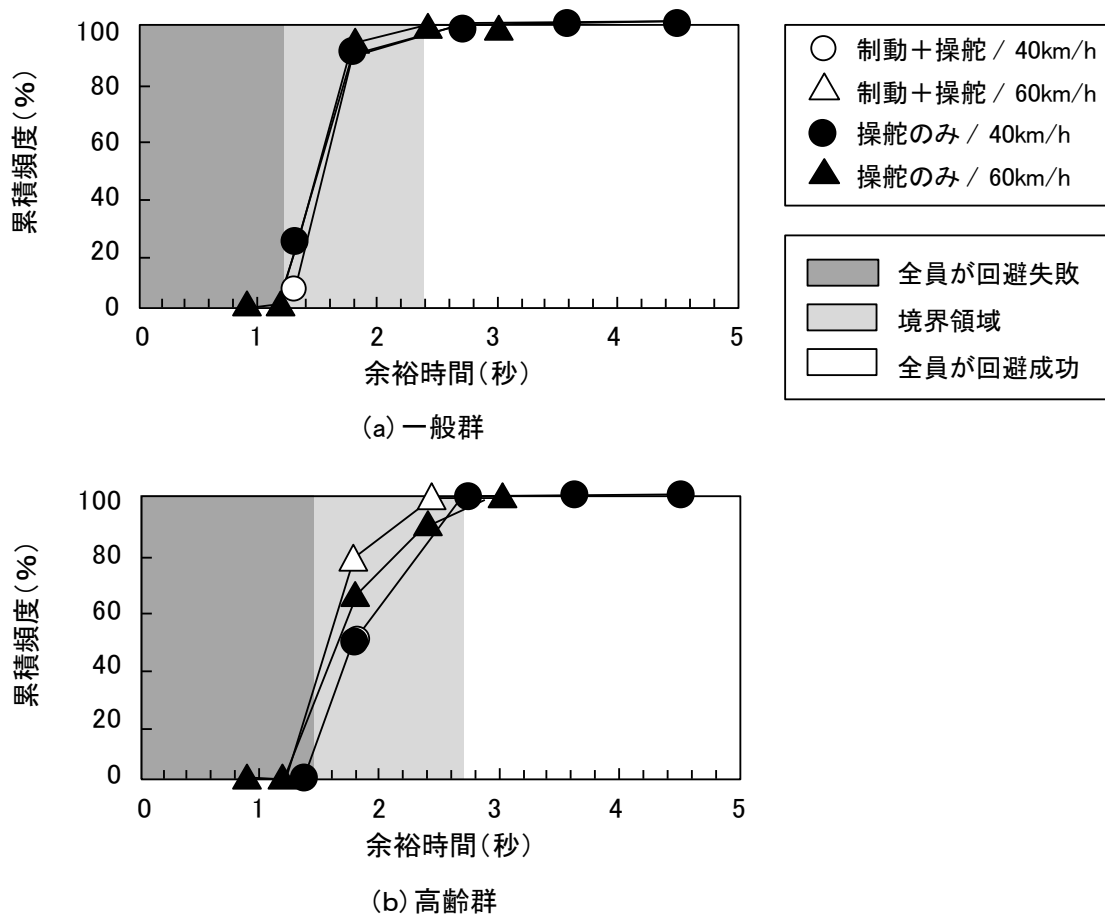 累積頻度(%)
100
80
60
40
20
0
0 1 2 3 4 5
余裕時間(秒)
(a) 一般群
制動+操舵 / 40km/h
制動+操舵 / 60km/h
操舵のみ / 40km/h
操舵のみ / 60km/h
全員が回避失敗
境界領域
全員が回避成功
累積頻度(%)
100
80
60
40
20
0
0 1 2 3 4 5
余裕時間(秒)
(b) 高齢群